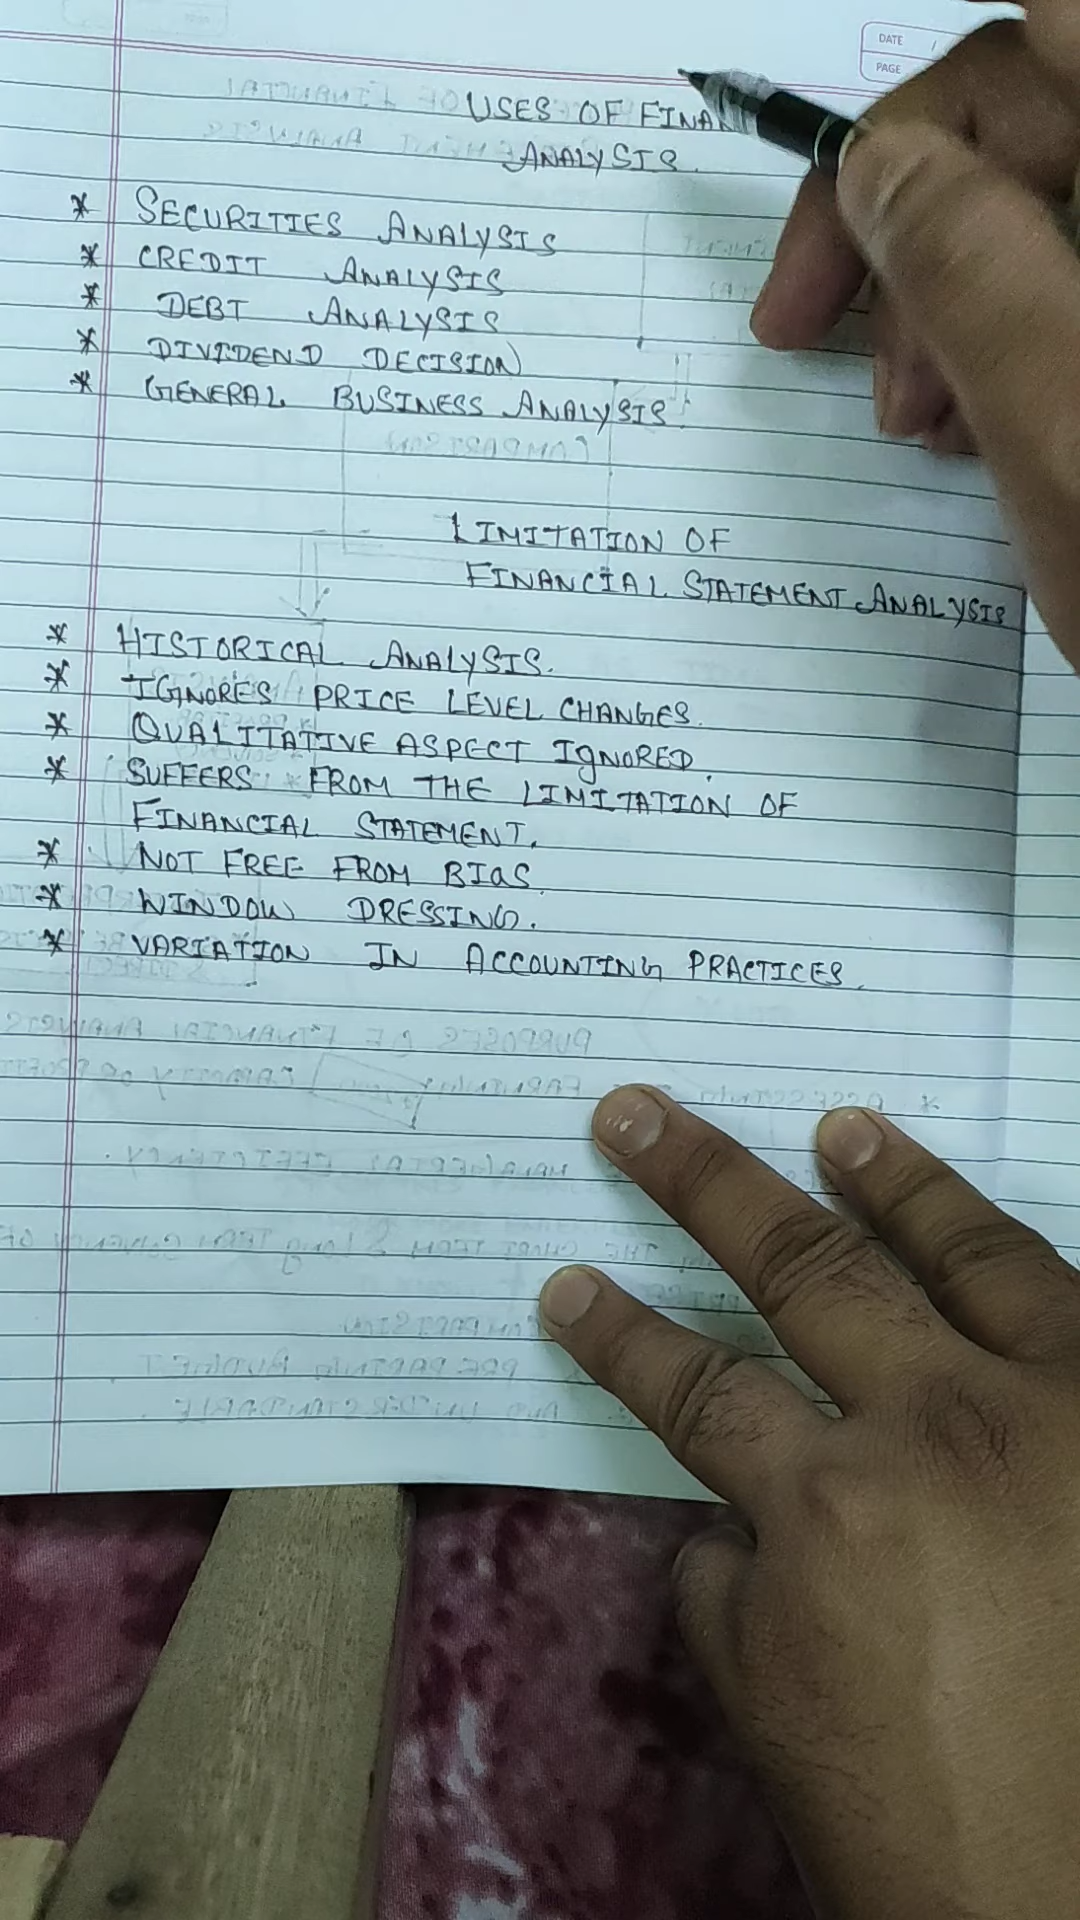 DATE /
PAGE
USES OF FINAN
ANALYSIS.
* SECURITIES ANALYSIS
* CREDIT ANALYSIS
* DEBT ANALYSIS
* DIVIDEND DECISION
* GENERAL BUSINESS ANALYSIS.
LIMITATION OF
FINANCIAL STATEMENT ANALYSIS
* HISTORICAL ANALYSIS.
* IGNORES PRICE LEVEL CHANGES.
* QUALITATIVE ASPECT IGNORED.
* SUFFERS FROM THE LIMITATION OF
FINANCIAL STATEMENT.
* NOT FREE FROM BIAS.
* WINDOW DRESSING.
* VARIATION IN ACCOUNTING PRACTICES.